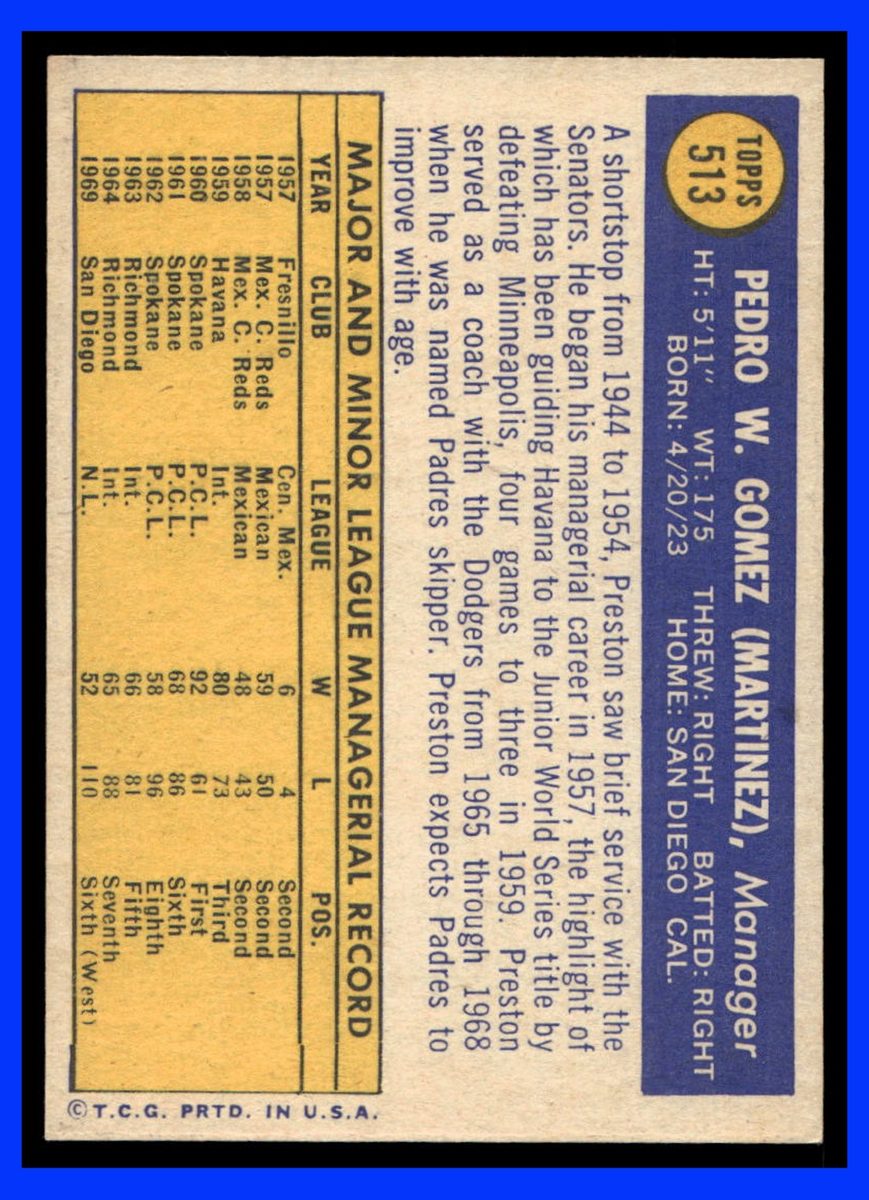 TOPPS
513
PEDRO W. GOMEZ (MARTINEZ), Manager
HT: 5'11" WT: 175 THREW: RIGHT BATTED: RIGHT
BORN: 4/20/23 HOME: SAN DIEGO CAL.
A shortstop from 1944 to 1954, Preston saw brief service with the
Senators. He began his managerial career in 1957, the highlight of
which has been guiding Havana to the Junior World Series title by
defeating Minneapolis, four games to three in 1959. Preston
served as a coach with the Dodgers from 1965 through 1968
when he was named Padres skipper. Preston expects Padres to
improve with age.
MAJOR AND MINOR LEAGUE MANAGERIAL RECORD
YEAR CLUB LEAGUE W L POS.
1957 Fresnillo Cen. Mex. 6 4 Second
1957 Mex. C. Reds Mexican 59 50 Second
1958 Mex. C. Reds Mexican 48 43 Second
1959 Havana Int. 80 73 Third
1960 Spokane P.C.L. 92 61 First
1961 Spokane P.C.L. 68 86 Sixth
1962 Spokane P.C.L. 58 96 Eighth
1963 Richmond Int. 66 81 Fifth
1964 Richmond Int. 65 88 Seventh
1969 San Diego N.L. 52 110 Sixth (West)
© T.C.G. PRTD. IN U.S.A.